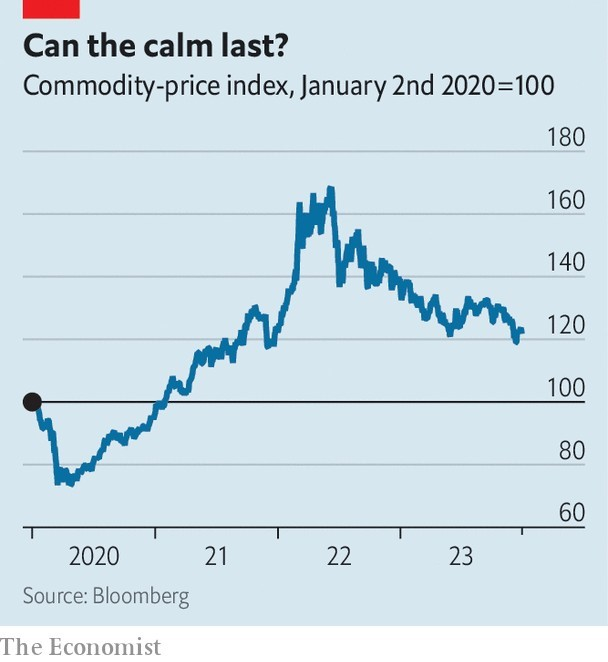 Can the calm last?
Commodity-price index, January 2nd 2020=100
180
160
140
120
100
80
60
2020
21
22
23
Source: Bloomberg
The Economist